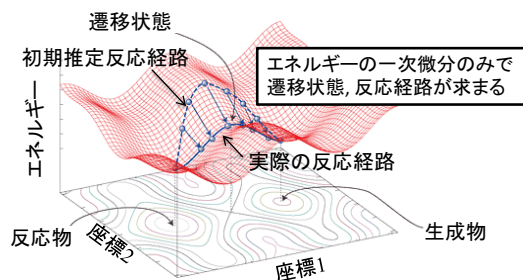 遷移状態
初期推定反応経路
エネルギーの一次微分のみで
遷移状態, 反応経路が求まる
エネルギー
実際の反応経路
反応物
生成物
座標2
座標1